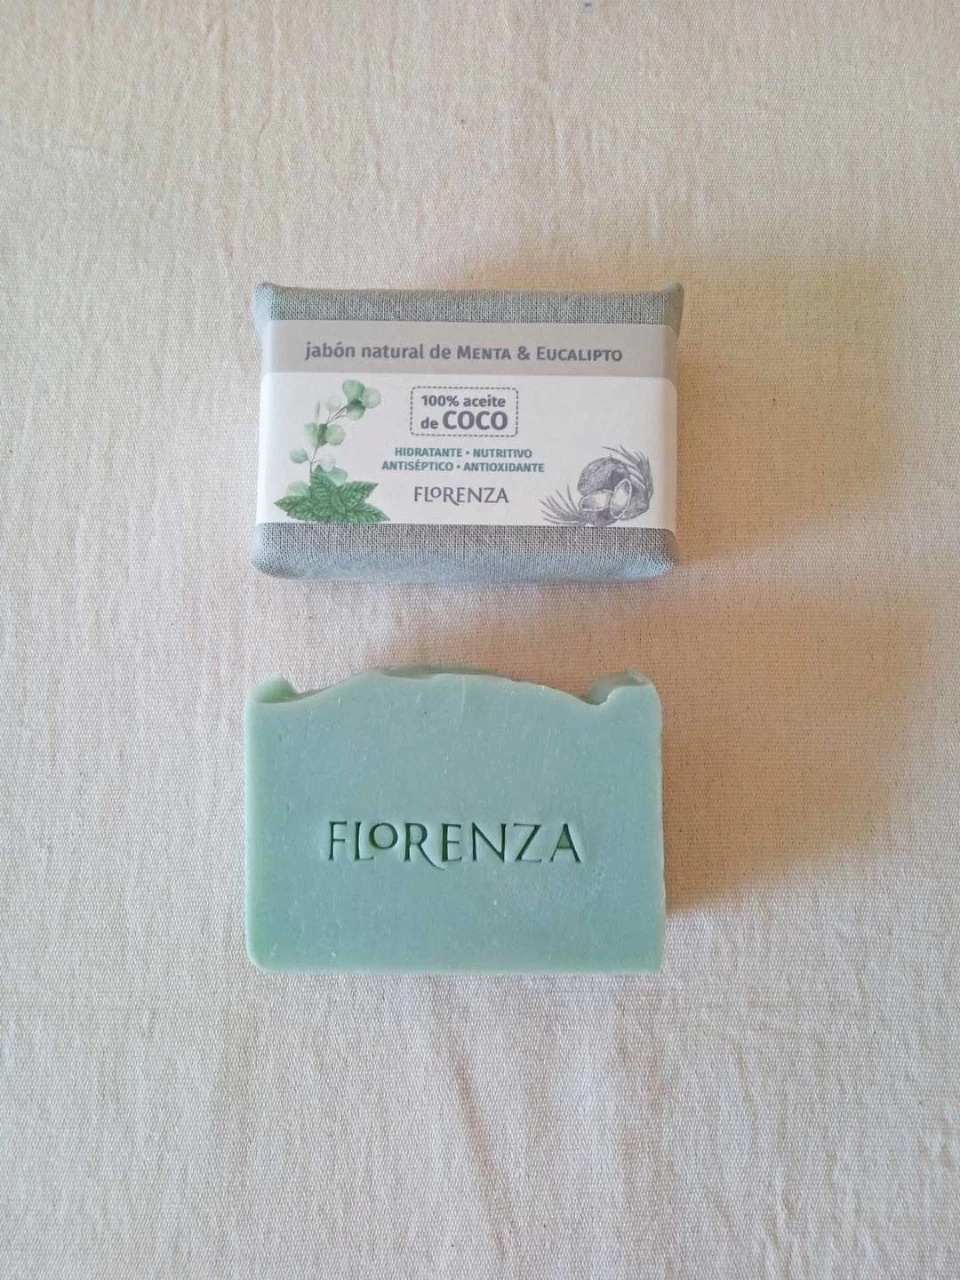 jabón natural de MENTA & EUCALIPTO
100% aceite
de COCO
HIDRATANTE • NUTRITIVO
ANTISÉPTICO • ANTIOXIDANTE
FLORENZA
FLORENZA